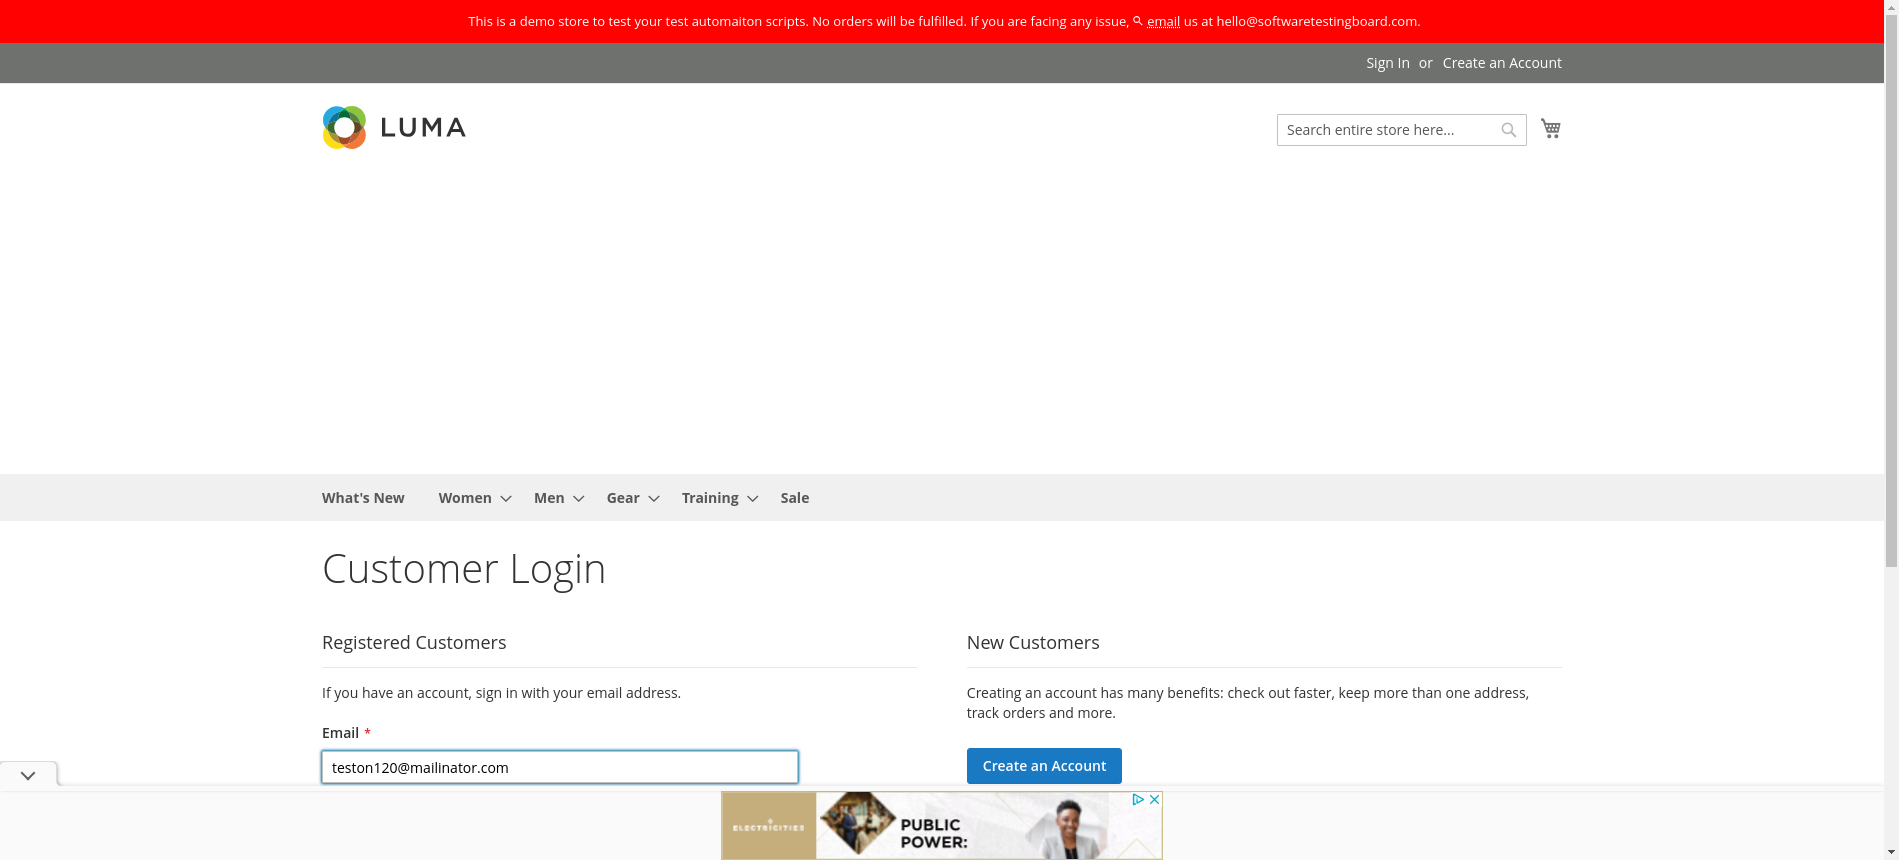 This is a demo store to test your test automaiton scripts. No orders will be fulfilled. If you are facing any issue, email us at hello@softwaretestingboard.com.
Sign In or Create an Account
LUMA
Search entire store here...
What's New Women Men Gear Training Sale
Customer Login
Registered Customers
New Customers
If you have an account, sign in with your email address.
Creating an account has many benefits: check out faster, keep more than one address,
track orders and more.
Email *
teston120@mailinator.com
Create an Account
ELECTRICITIES
PUBLIC
POWER: